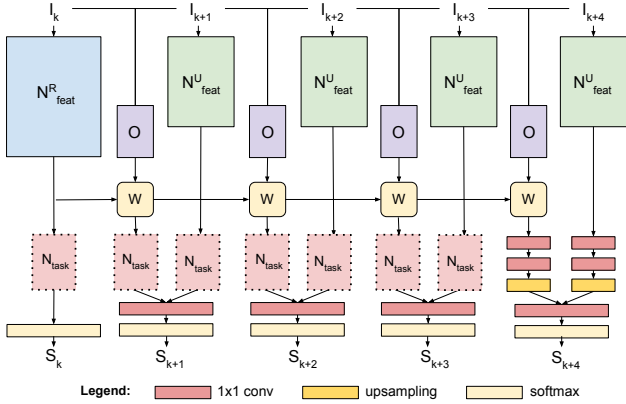 I_k I_k+1 I_k+2 I_k+3 I_k+4
N^R_feat N^U_feat N^U_feat N^U_feat N^U_feat
O O O O
W W W W
N_task N_task N_task N_task N_task N_task N_task
S_k S_k+1 S_k+2 S_k+3 S_k+4
Legend: 1x1 conv upsampling softmax